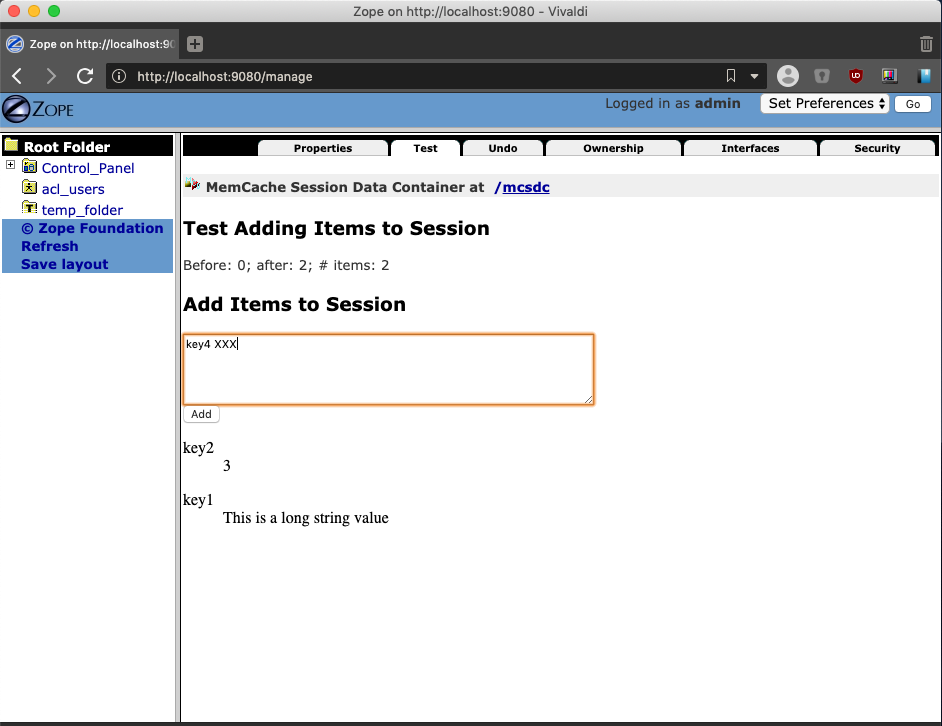 Zope on http://localhost:9080 - Vivaldi
Zope on http://localhost:90
http://localhost:9080/manage
ZOPE
Logged in as admin
Set Preferences
Go
Root Folder
Control_Panel
acl_users
temp_folder
© Zope Foundation
Refresh
Save layout
Properties Test Undo Ownership Interfaces Security
MemCache Session Data Container at /mcsdc
Test Adding Items to Session
Before: 0; after: 2; # items: 2
Add Items to Session
key4 XXX
Add
key2
3
key1
This is a long string value